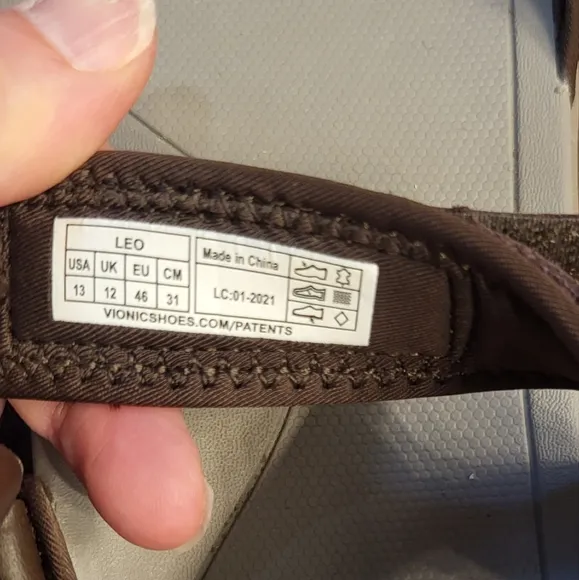 LEO
USA UK EU CM
13 12 46 31
Made in China
LC:01-2021
VIONICSHOES.COM/PATENTS